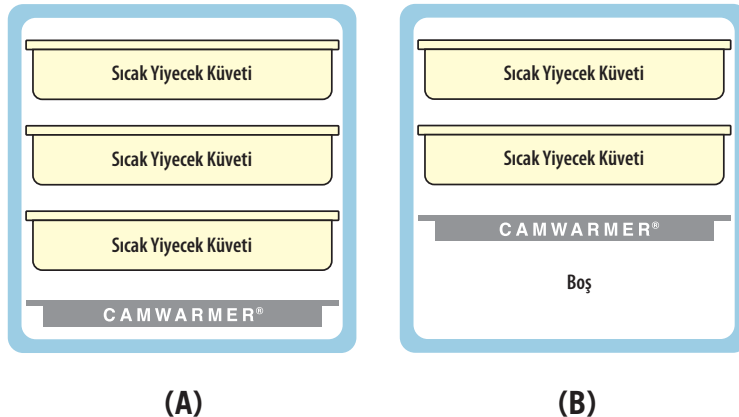 Sıcak Yiyecek Küveti
Sıcak Yiyecek Küveti
Sıcak Yiyecek Küveti
CAMWARMER®
(A)
Sıcak Yiyecek Küveti
Sıcak Yiyecek Küveti
CAMWARMER®
Boş
(B)